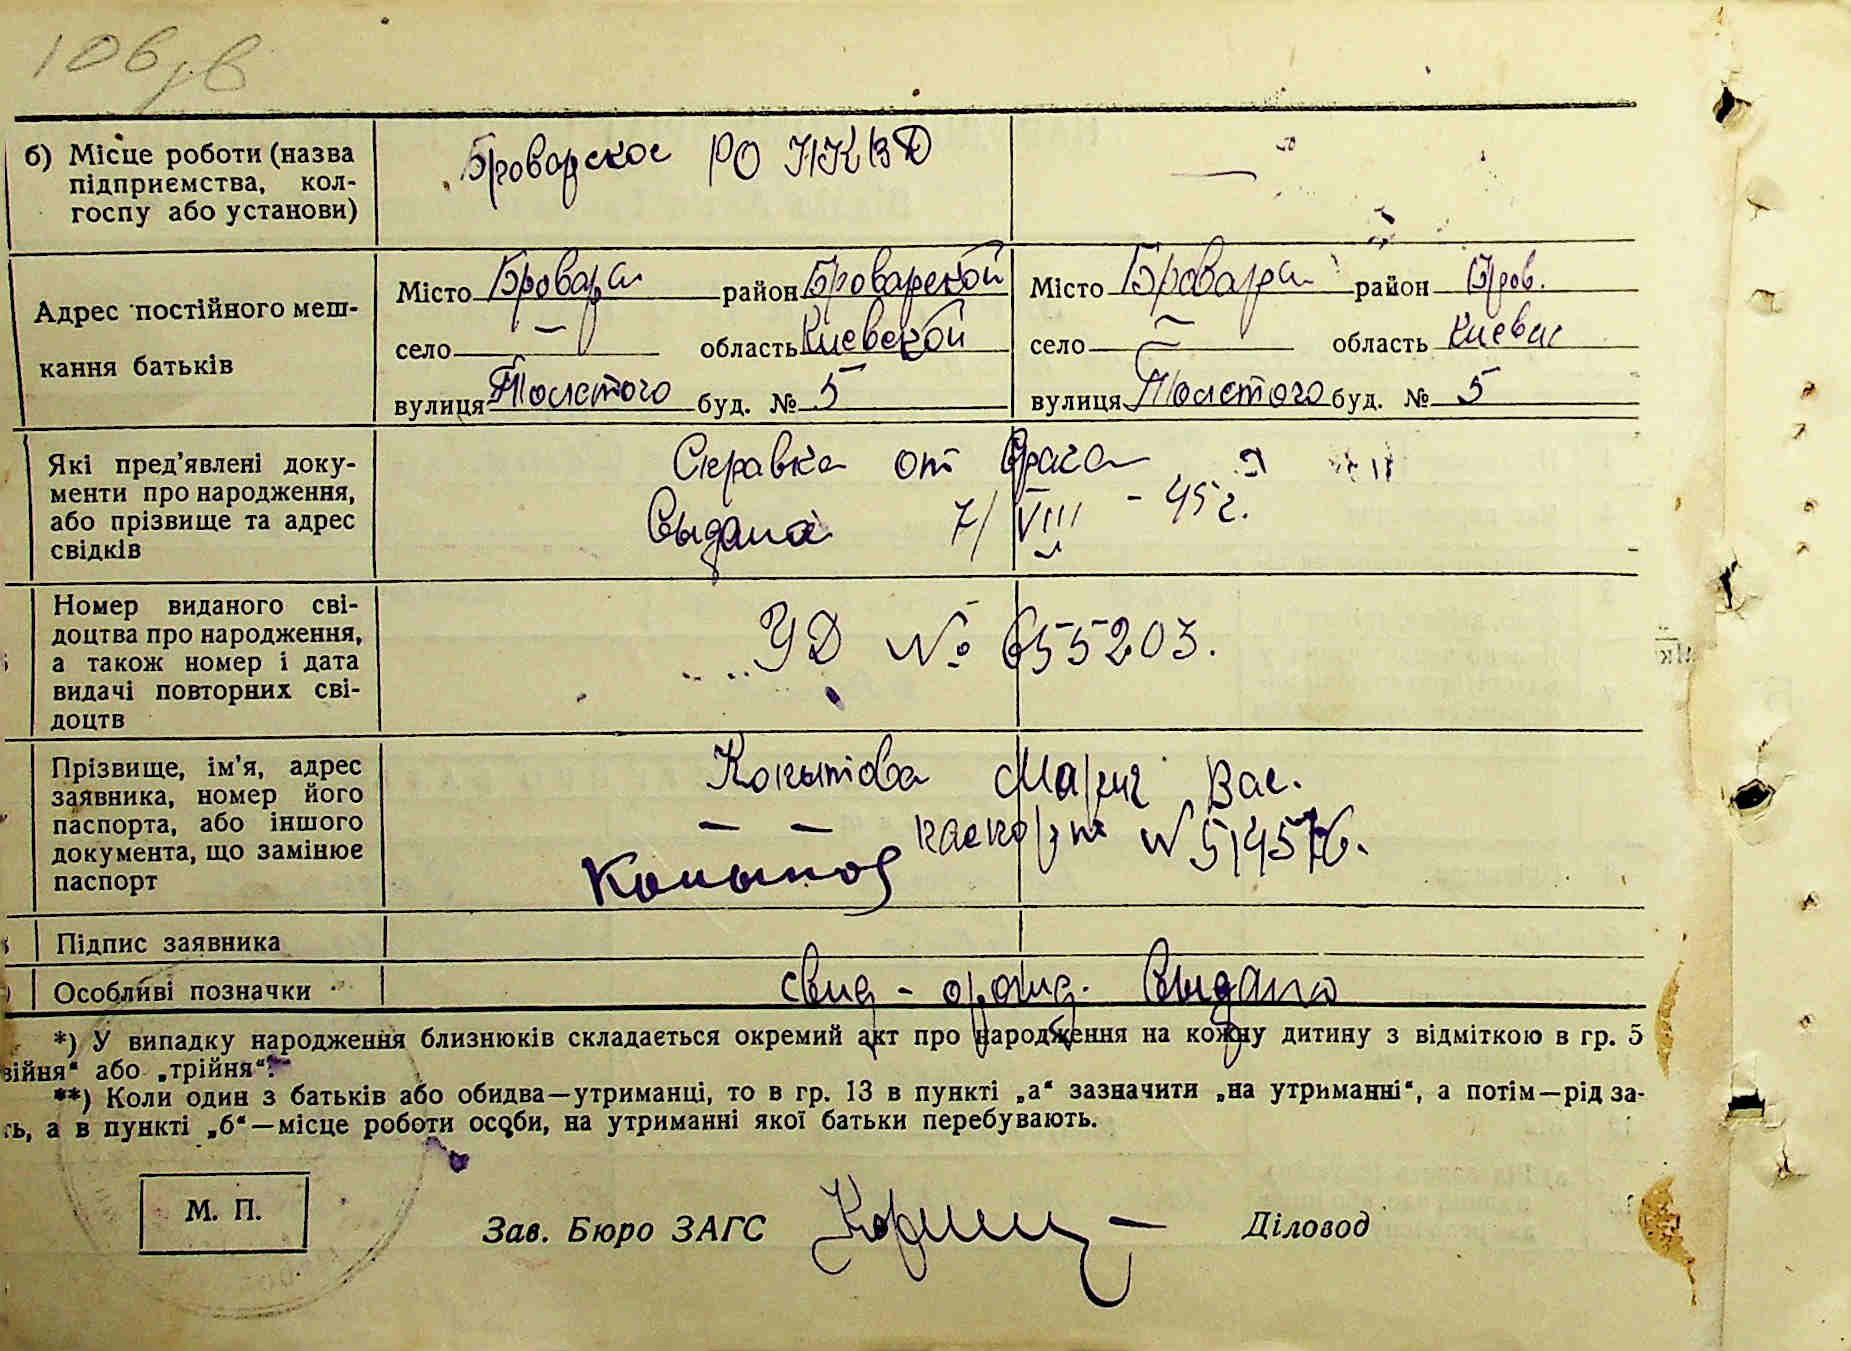 106 зв
б) Місце роботи (назва підприємства, колгоспу або установи)
Броварское РО НКВД
—
Адрес постійного мешкання батьків
Місто Бровары район Броварской
село — область Киевской
вулиця Толстого буд. № 5
Місто Бровары район Бров.
село — область Киевск
вулиця Толстого буд. № 5
Які пред'явлені документи про народження, або прізвище та адрес свідків
Справка от врача
выдана 7/VIII - 45 г.
Номер виданого свідоцтва про народження, а також номер і дата видачі повторних свідоцтв
УД № 655203.
Прізвище, ім'я, адрес заявника, номер його паспорта, або іншого документа, що замінює паспорт
Копытова Мария Вас.
— — паспорт №
Копытов
Підпис заявника
Особливі позначки
свид-о рожд. выдано
*) У випадку народження близнюків складається окремий акт про народження на кожну дитину з відміткою в гр. 5
війня“ або „трійня“.
**) Коли один з батьків або обидва—утриманці, то в гр. 13 в пункті „а“ зазначити „на утриманні“, а потім—рід за-
ть, а в пункті „б“—місце роботи особи, на утриманні якої батьки перебувають.
М. П.
Зав. Бюро ЗАГС
Діловод